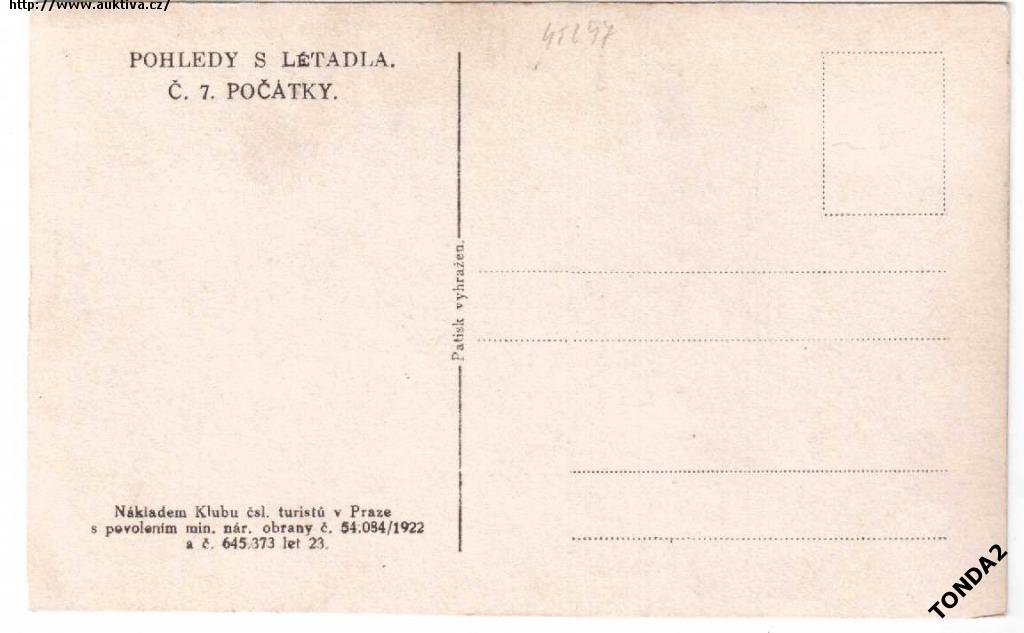 http://www.auktiva.cz/
POHLEDY S LÉTADLA.
Č. 7. POČÁTKY.
Patisk vyhražen.
Nákladem Klubu čsl. turistů v Praze
s povolením min. nár. obrany č. 54.084/1922
a č. 645.373 let 23.
TONDA2